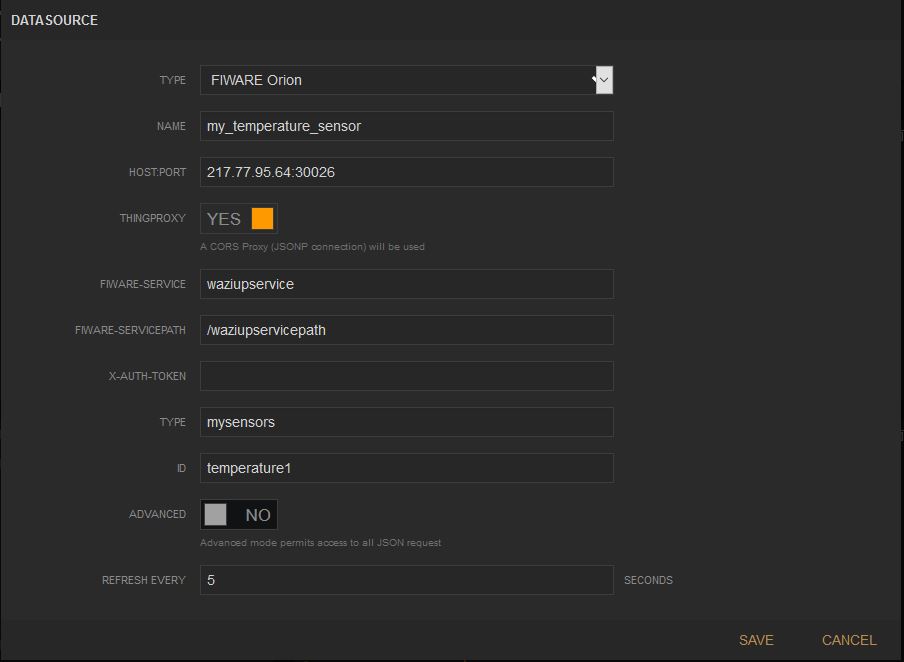 DATASOURCE
TYPE FIWARE Orion
NAME my_temperature_sensor
HOST:PORT 217.77.95.64:30026
THINGPROXY YES
A CORS Proxy (JSONP connection) will be used
FIWARE-SERVICE waziupservice
FIWARE-SERVICEPATH /waziupservicepath
X-AUTH-TOKEN
TYPE mysensors
ID temperature1
ADVANCED NO
Advanced mode permits access to all JSON request
REFRESH EVERY 5 SECONDS
SAVE CANCEL